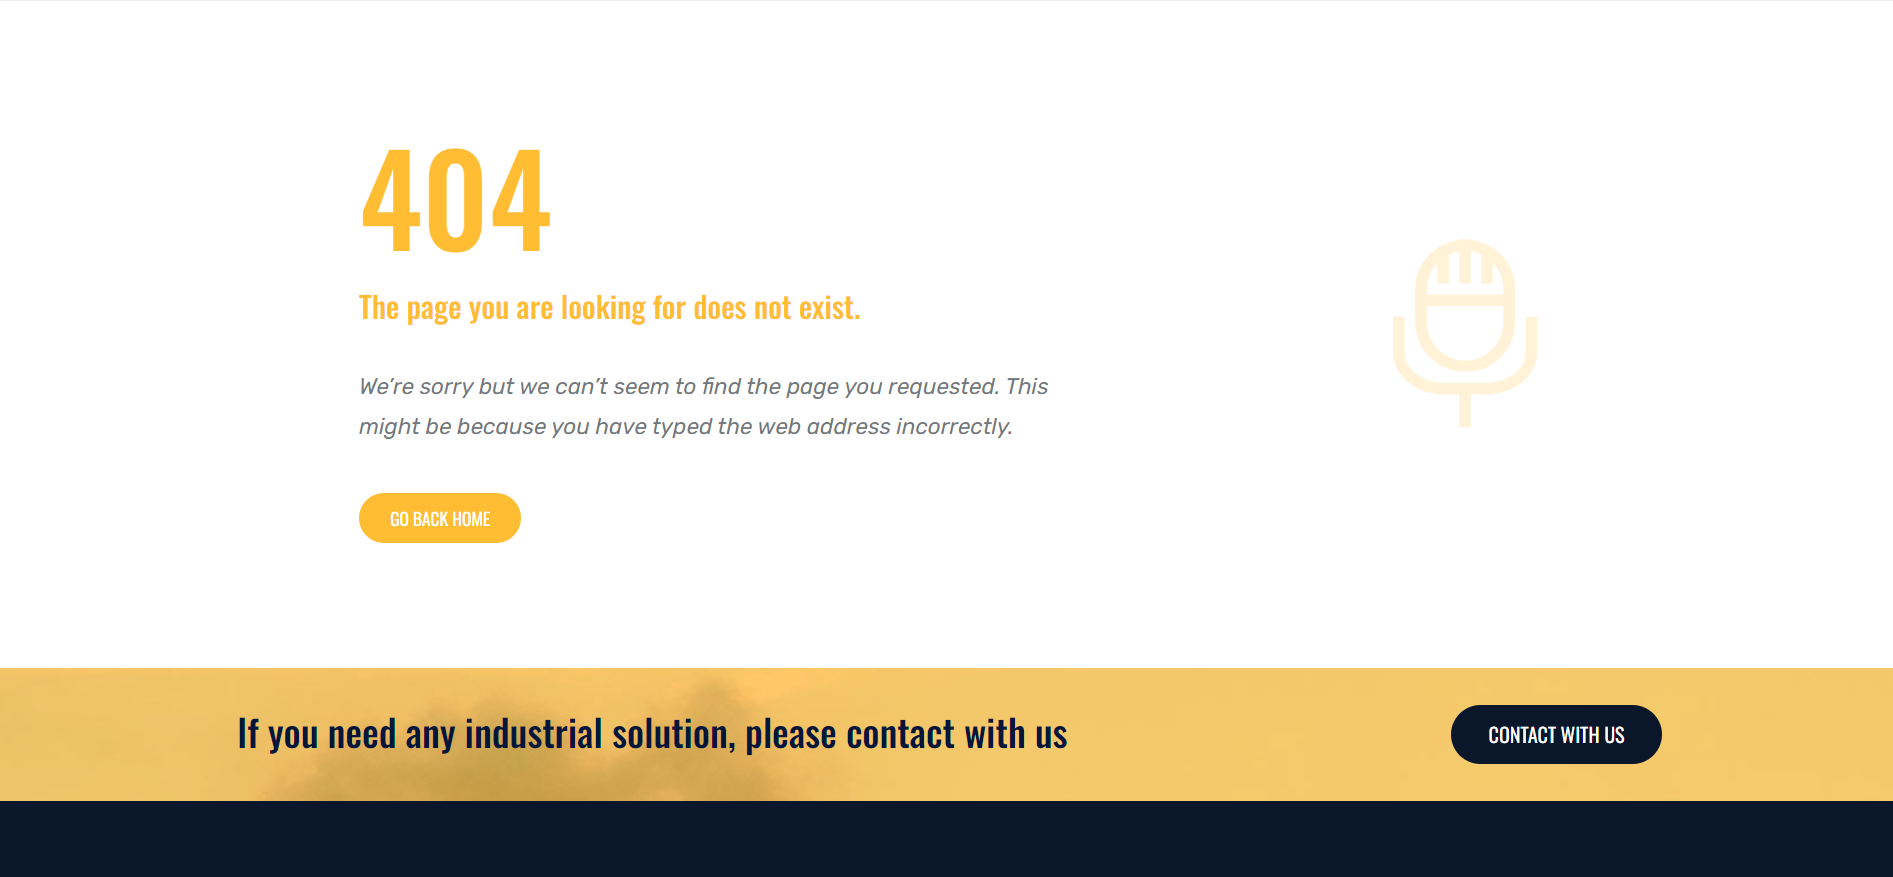 404
The page you are looking for does not exist.
We’re sorry but we can’t seem to find the page you requested. This
might be because you have typed the web address incorrectly.
GO BACK HOME
If you need any industrial solution, please contact with us
CONTACT WITH US